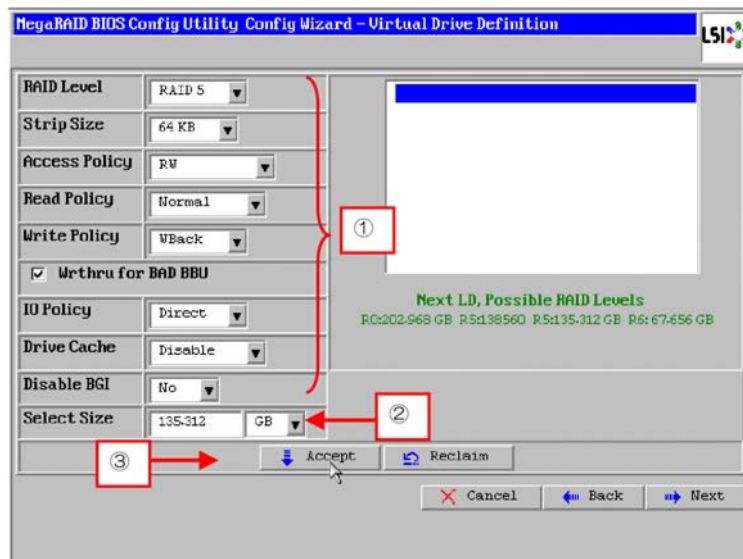 MegaRAID BIOS Config Utility Config Wizard - Virtual Drive Definition
LSI
RAID Level RAID 5
Strip Size 64 KB
Access Policy RW
Read Policy Normal
Write Policy WBack
Wrthru for BAD BBU
IO Policy Direct
Drive Cache Disable
Disable BGI No
Select Size 135-312 GB
①
②
③
Next LD, Possible RAID Levels
R0:202-968 GB R5:138560 R5:135-312 GB R6: 67-656 GB
Accept Reclaim
Cancel Back Next